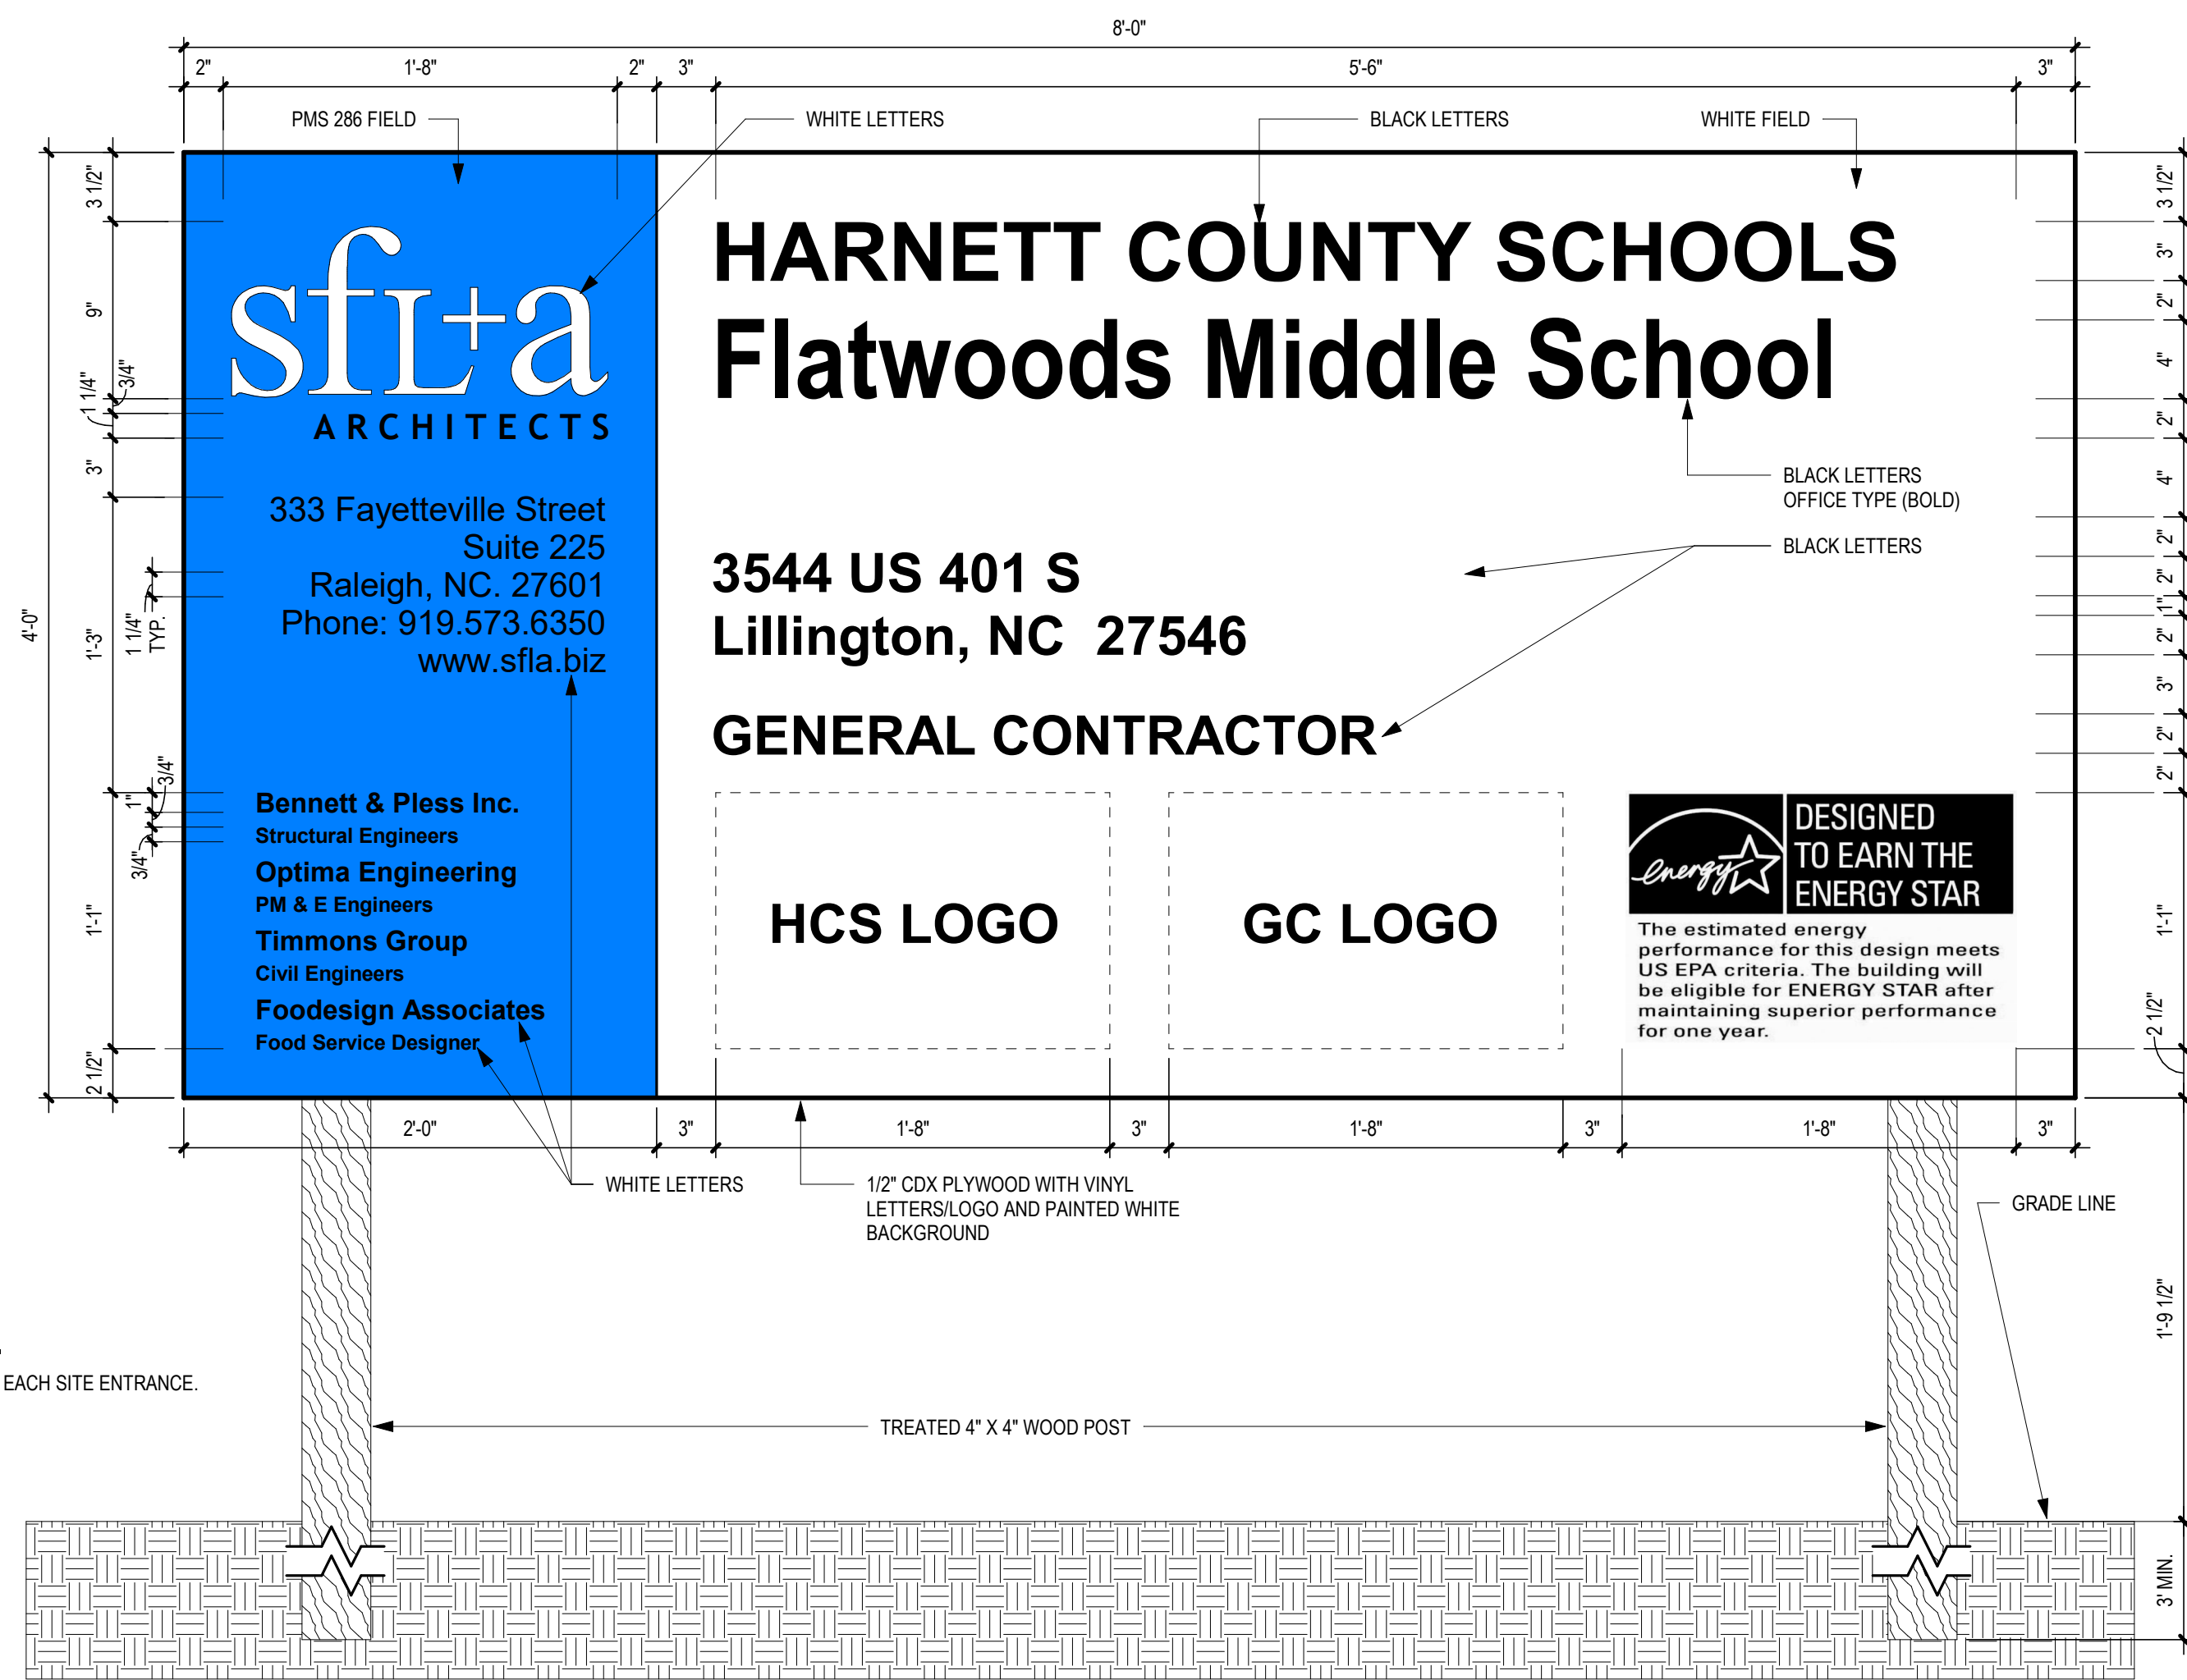 8'-0"
2" 1'-8" 2" 3" 5'-6" 3"
PMS 286 FIELD
WHITE LETTERS
BLACK LETTERS
WHITE FIELD
4'-0"
3 1/2"
9"
3/4"
1 1/4"
3"
1'-3"
1 1/4"
TYP.
1"
3/4"
3/4"
1'-1"
2 1/2"
sfL+a
ARCHITECTS
333 Fayetteville Street
Suite 225
Raleigh, NC. 27601
Phone: 919.573.6350
www.sfla.biz
Bennett & Pless Inc.
Structural Engineers
Optima Engineering
PM & E Engineers
Timmons Group
Civil Engineers
Foodesign Associates
Food Service Designer
HARNETT COUNTY SCHOOLS
Flatwoods Middle School
BLACK LETTERS
OFFICE TYPE (BOLD)
BLACK LETTERS
3544 US 401 S
Lillington, NC 27546
GENERAL CONTRACTOR
HCS LOGO
GC LOGO
energy
DESIGNED
TO EARN THE
ENERGY STAR
The estimated energy
performance for this design meets
US EPA criteria. The building will
be eligible for ENERGY STAR after
maintaining superior performance
for one year.
3 1/2"
3"
2"
4"
2"
4"
2"
2"
1"
2"
3"
2"
2"
1'-1"
2 1/2"
1'-9 1/2"
3' MIN.
2'-0" 3" 1'-8" 3" 1'-8" 3" 1'-8" 3"
WHITE LETTERS
1/2" CDX PLYWOOD WITH VINYL
LETTERS/LOGO AND PAINTED WHITE
BACKGROUND
GRADE LINE
EACH SITE ENTRANCE.
TREATED 4" X 4" WOOD POST